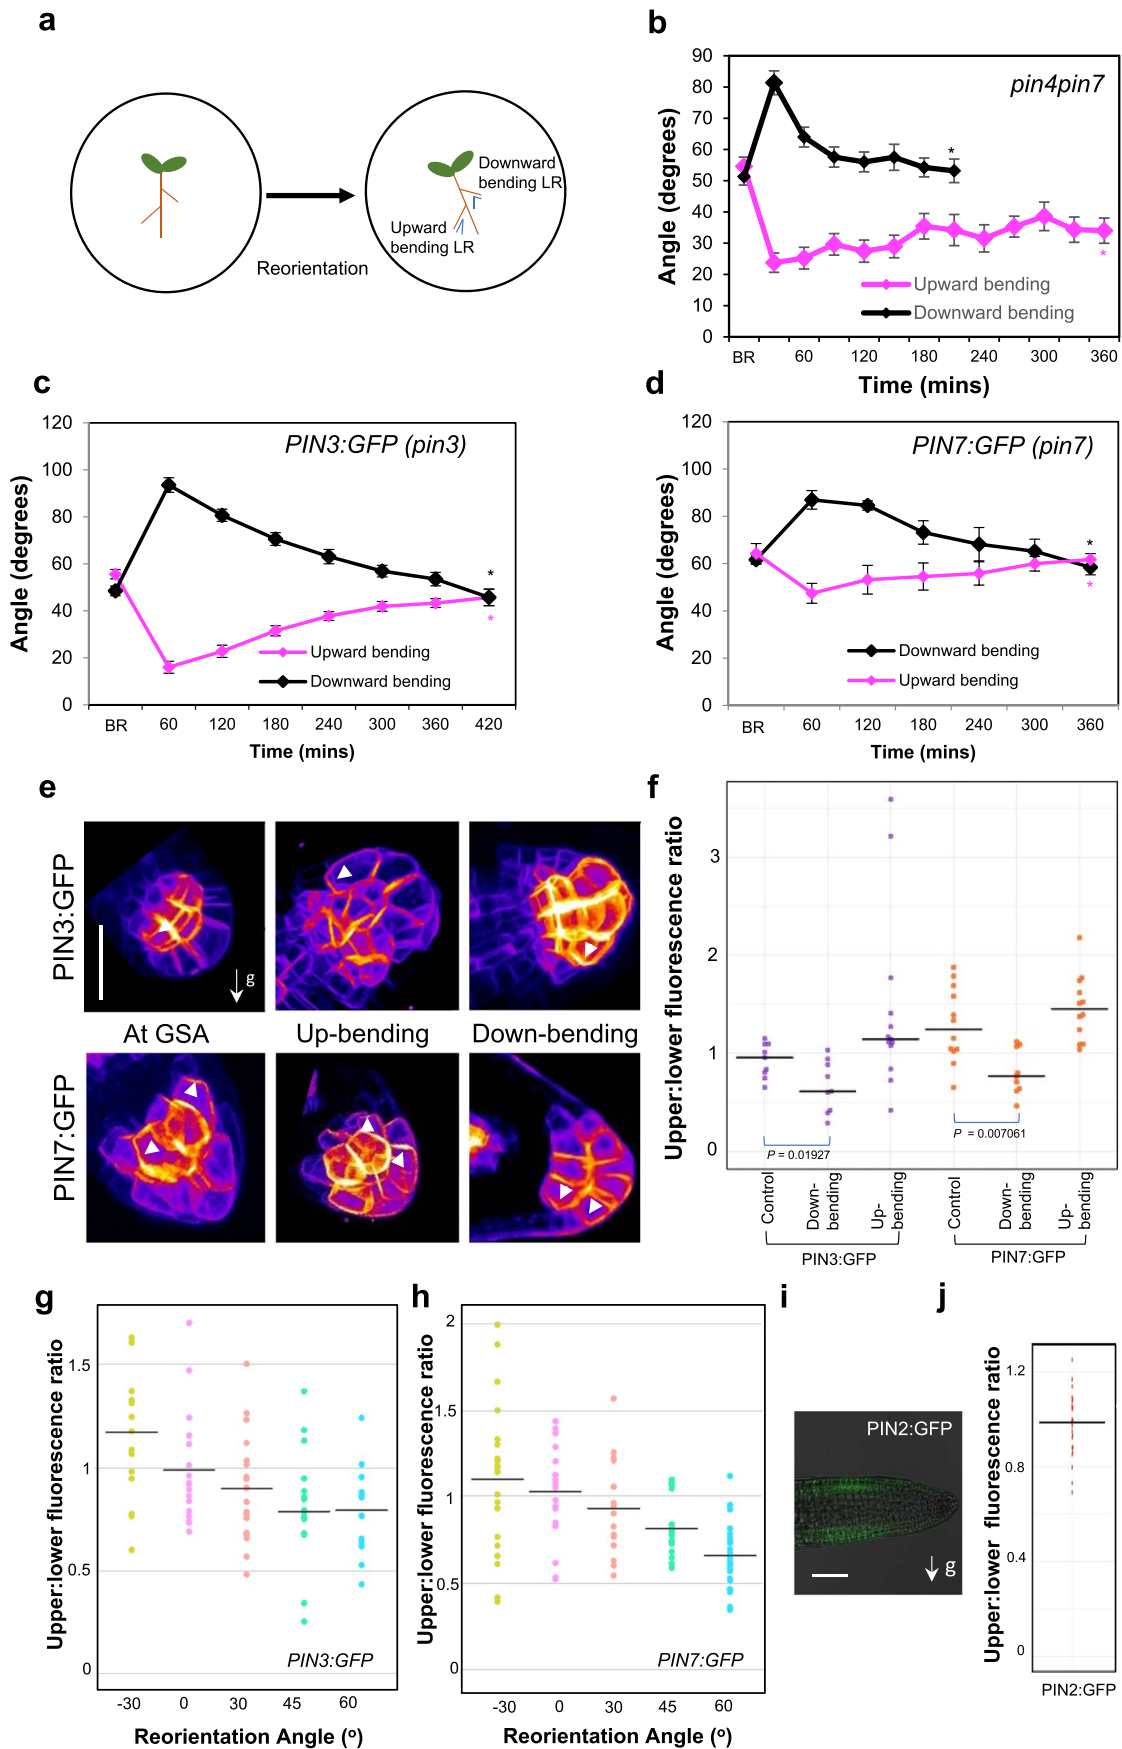 a
Downward
bending LR
Upward
bending LR
Reorientation
b
90
80
70
60
50
40
30
20
10
0
Angle (degrees)
pin4pin7
*
*
Upward bending
Downward bending
BR 60 120 180 240 300 360
Time (mins)
c
120
100
80
60
40
20
0
Angle (degrees)
PIN3:GFP (pin3)
*
*
Upward bending
Downward bending
BR 60 120 180 240 300 360 420
Time (mins)
d
120
100
80
60
40
20
0
Angle (degrees)
PIN7:GFP (pin7)
*
*
Downward bending
Upward bending
BR 60 120 180 240 300 360
Time (mins)
e
PIN3:GFP
g
At GSA Up-bending Down-bending
PIN7:GFP
f
Upper:lower fluorescence ratio
3
2
1
0
P = 0.01927
P = 0.007061
Control
Down-
bending
Up-
bending
Control
Down-
bending
Up-
bending
PIN3:GFP
PIN7:GFP
g
Upper:lower fluorescence ratio
1.5
1
0.5
0
PIN3:GFP
-30 0 30 45 60
Reorientation Angle (º)
h
Upper:lower fluorescence ratio
2
1.5
1
0.5
0
PIN7:GFP
-30 0 30 45 60
Reorientation Angle (º)
i
PIN2:GFP
g
j
Upper:lower fluorescence ratio
1.2
0.8
0.4
0
PIN2:GFP